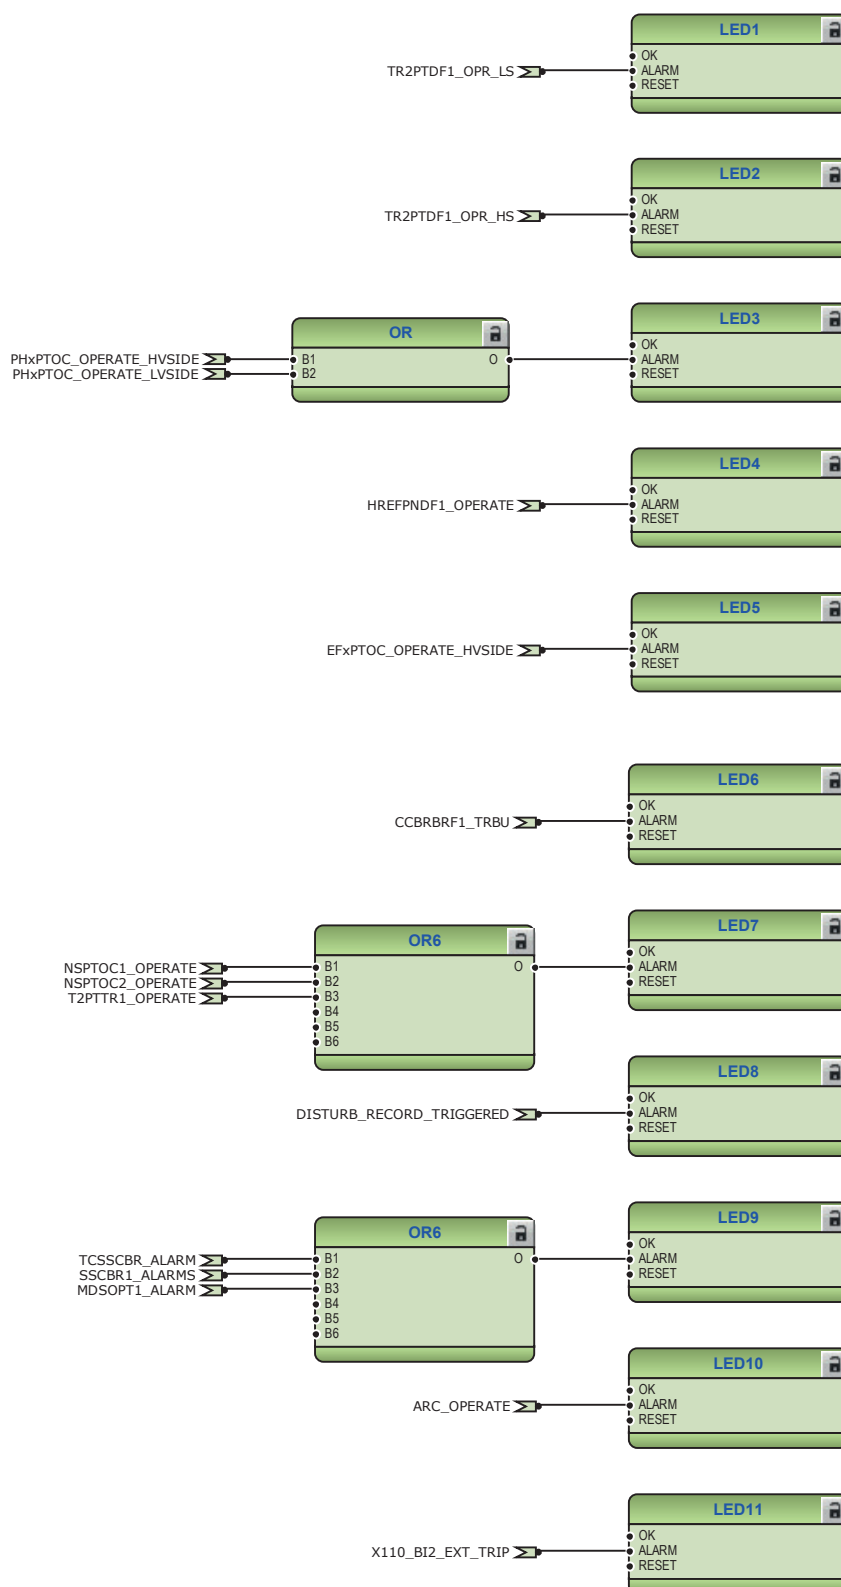 LED1
OK
TR2PTDF1_OPR_LS
ALARM
RESET
LED2
OK
TR2PTDF1_OPR_HS
ALARM
RESET
OR
LED3
OK
PHxPTOC_OPERATE_HVSIDE
B1
O
ALARM
PHxPTOC_OPERATE_LVSIDE
B2
RESET
LED4
OK
HREFPNDF1_OPERATE
ALARM
RESET
LED5
OK
EFxPTOC_OPERATE_HVSIDE
ALARM
RESET
LED6
OK
CCBRBRF1_TRBU
ALARM
RESET
OR6
LED7
OK
NSPTOC1_OPERATE
B1
O
ALARM
NSPTOC2_OPERATE
B2
RESET
T2PTTR1_OPERATE
B3
B4
B5
B6
LED8
OK
DISTURB_RECORD_TRIGGERED
ALARM
RESET
OR6
LED9
OK
TCSSCBR_ALARM
B1
O
ALARM
SSCBR1_ALARMS
B2
RESET
MDSOPT1_ALARM
B3
B4
B5
B6
LED10
OK
ARC_OPERATE
ALARM
RESET
LED11
OK
X110_BI2_EXT_TRIP
ALARM
RESET